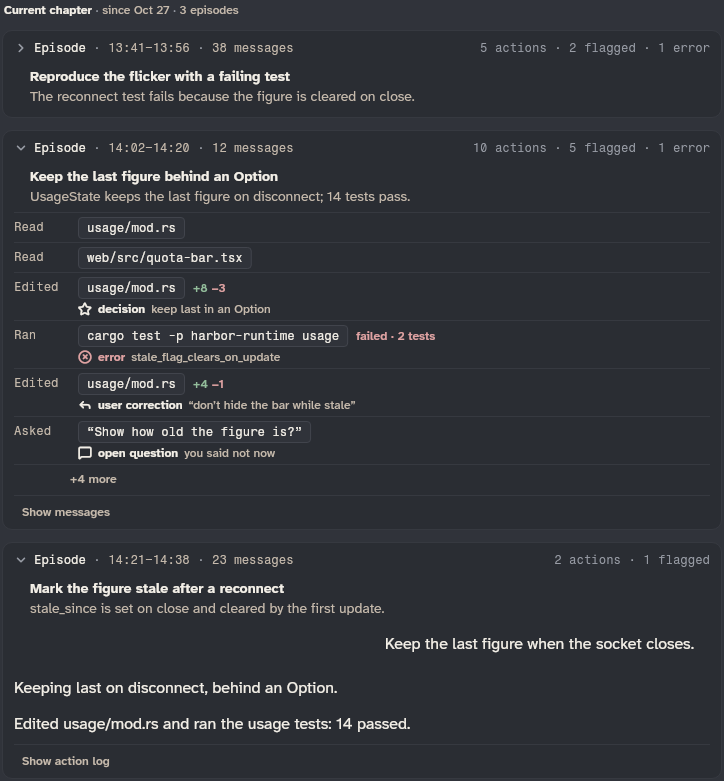 Current chapter · since Oct 27 · 3 episodes
Episode · 13:41–13:56 · 38 messages 5 actions · 2 flagged · 1 error
Reproduce the flicker with a failing test
The reconnect test fails because the figure is cleared on close.
Episode · 14:02–14:20 · 12 messages 10 actions · 5 flagged · 1 error
Keep the last figure behind an Option
UsageState keeps the last figure on disconnect; 14 tests pass.
Read usage/mod.rs
Read web/src/quota-bar.tsx
Edited usage/mod.rs +8 −3
decision keep last in an Option
Ran cargo test -p harbor-runtime usage failed · 2 tests
error stale_flag_clears_on_update
Edited usage/mod.rs +4 −1
user correction “don’t hide the bar while stale”
Asked “Show how old the figure is?”
open question you said not now
+4 more
Show messages
Episode · 14:21–14:38 · 23 messages 2 actions · 1 flagged
Mark the figure stale after a reconnect
stale_since is set on close and cleared by the first update.
Keep the last figure when the socket closes.
Keeping last on disconnect, behind an Option.
Edited usage/mod.rs and ran the usage tests: 14 passed.
Show action log